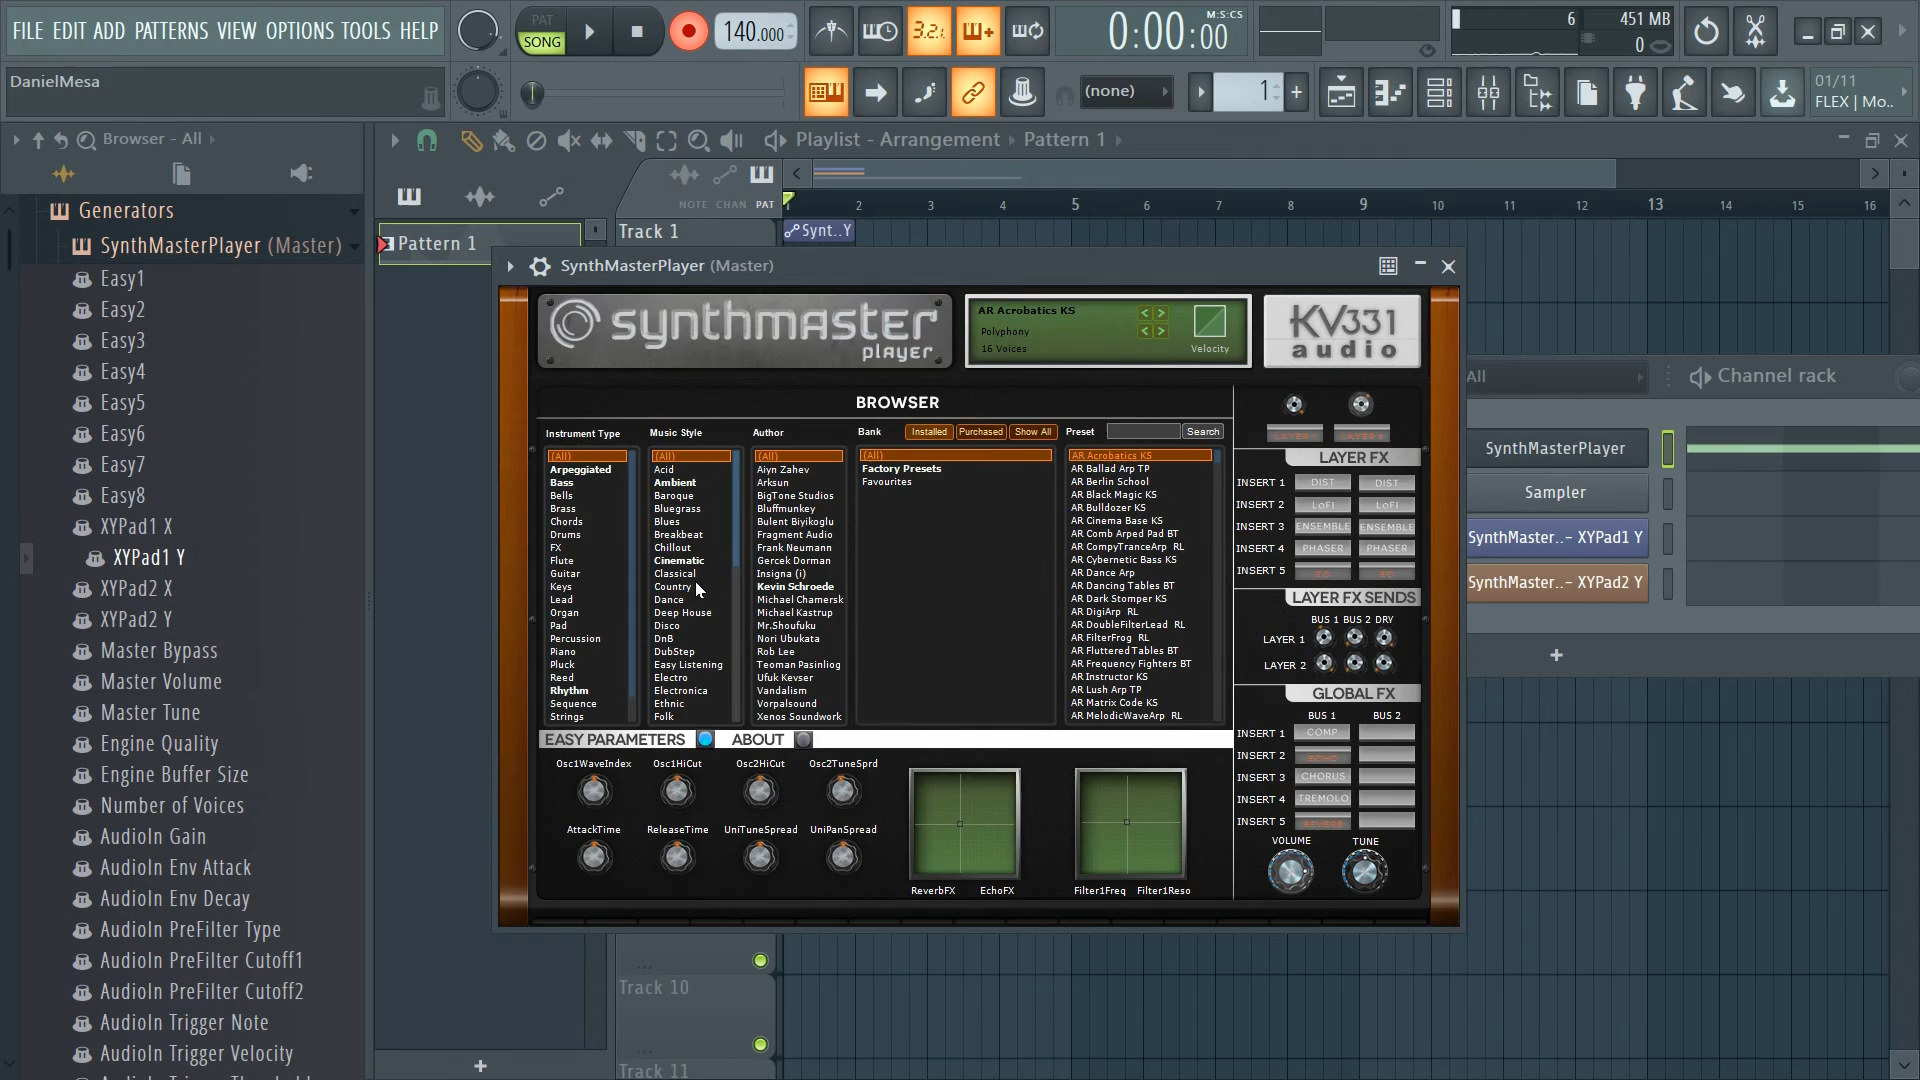 FILE EDIT ADD PATTERNS VIEW OPTIONS TOOLS HELP
PAT
SONG
140.000
3.2.1
0:00:00
M:S:CS
6
451 MB
0
DanielMesa
(none)
1
01/11
FLEX | Mo..
Browser - All
Playlist - Arrangement
Pattern 1
NOTE CHAN PAT
1 2 3 4 5 6 7 8 9 10 11 12 13 14 15 16
Pattern 1
Track 1
Synt..Y
Generators
SynthMasterPlayer (Master)
Easy1
Easy2
Easy3
Easy4
Easy5
Easy6
Easy7
Easy8
XYPad1 X
XYPad1 Y
XYPad2 X
XYPad2 Y
Master Bypass
Master Volume
Master Tune
Engine Quality
Engine Buffer Size
Number of Voices
AudioIn Gain
AudioIn Env Attack
AudioIn Env Decay
AudioIn PreFilter Type
AudioIn PreFilter Cutoff1
AudioIn PreFilter Cutoff2
AudioIn Trigger Note
AudioIn Trigger Velocity
SynthMasterPlayer (Master)
synthmaster
player
AR Acrobatics KS
Polyphony
16 Voices
Velocity
KV331
audio
BROWSER
Instrument Type
Music Style
Author
Bank
Installed
Purchased
Show All
Preset
Search
(All)
Arpeggiated
Bass
Bells
Brass
Chords
Drums
FX
Flute
Guitar
Keys
Lead
Organ
Pad
Percussion
Piano
Pluck
Reed
Rhythm
Sequence
Strings
(All)
Acid
Ambient
Baroque
Bluegrass
Blues
Breakbeat
Chillout
Cinematic
Classical
Country
Dance
Deep House
Disco
DnB
DubStep
Easy Listening
Electro
Electronica
Ethnic
Folk
(All)
Aiyn Zahev
Arksun
BigTone Studios
Bluffmunkey
Bulent Biyikoglu
Fragment Audio
Frank Neumann
Gercek Dorman
Insigna (i)
Kevin Schroede
Michael Chamersk
Michael Kastrup
Mr.Shoufuku
Nori Ubukata
Rob Lee
Teoman Pasinliog
Ufuk Kevser
Vandalism
Vorpalsound
Xenos Soundwork
(All)
Factory Presets
Favourites
AR Acrobatics KS
AR Ballad Arp TP
AR Berlin School
AR Black Magic KS
AR Bulldozer KS
AR Cinema Base KS
AR Comb Arped Pad BT
AR CompyTranceArp RL
AR Cybernetic Bass KS
AR Dance Arp
AR Dancing Tables BT
AR Dark Stomper KS
AR DigiArp RL
AR DoubleFilterLead RL
AR FilterFrog RL
AR Fluttered Tables BT
AR Frequency Fighters BT
AR Instructor KS
AR Lush Arp TP
AR Matrix Code KS
AR MelodicWaveArp RL
LAYER 1
LAYER 2
LAYER FX
INSERT 1 DIST DIST
INSERT 2 LoFI LoFI
INSERT 3 ENSEMBLE ENSEMBLE
INSERT 4 PHASER PHASER
INSERT 5 EQ EQ
LAYER FX SENDS
BUS 1 BUS 2 DRY
LAYER 1
LAYER 2
GLOBAL FX
BUS 1 BUS 2
INSERT 1 COMP
INSERT 2 ECHO
INSERT 3 CHORUS
INSERT 4 TREMOLO
INSERT 5 REVERB
VOLUME TUNE
EASY PARAMETERS
ABOUT
Osc1WaveIndex Osc1HiCut Osc2HiCut Osc2TuneSprd
AttackTime ReleaseTime UniTuneSpread UniPanSpread
ReverbFX EchoFX
Filter1Freq Filter1Reso
All
Channel rack
SynthMasterPlayer
Sampler
SynthMaster..- XYPad1 Y
SynthMaster..- XYPad2 Y
Track 10
Track 11